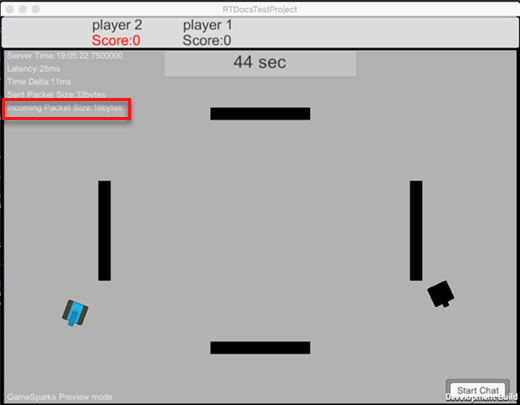 RTDocsTestProject
player 2 player 1
Score:0 Score:0
Server Time:19:05:22.7500000
Latency:25ms
Time Delta:11ms
Sent Packet Size:32bytes
Incoming Packet Size:16bytes
44 sec
Start Chat
GameSparks Preview mode
Development Build